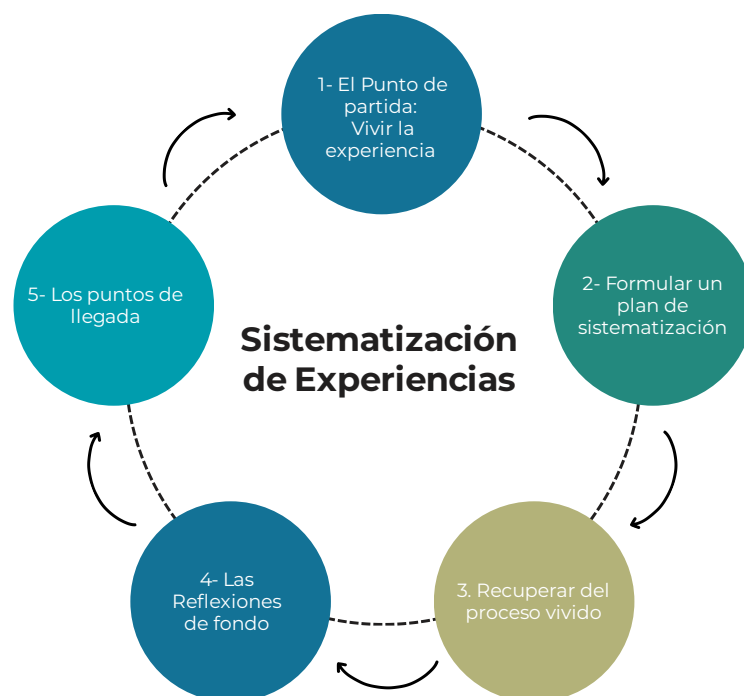 1- El Punto de
partida:
Vivir la
experiencia
2- Formular un
plan de
sistematización
3. Recuperar del
proceso vivido
4- Las
Reflexiones
de fondo
5- Los puntos de
llegada
Sistematización
de Experiencias